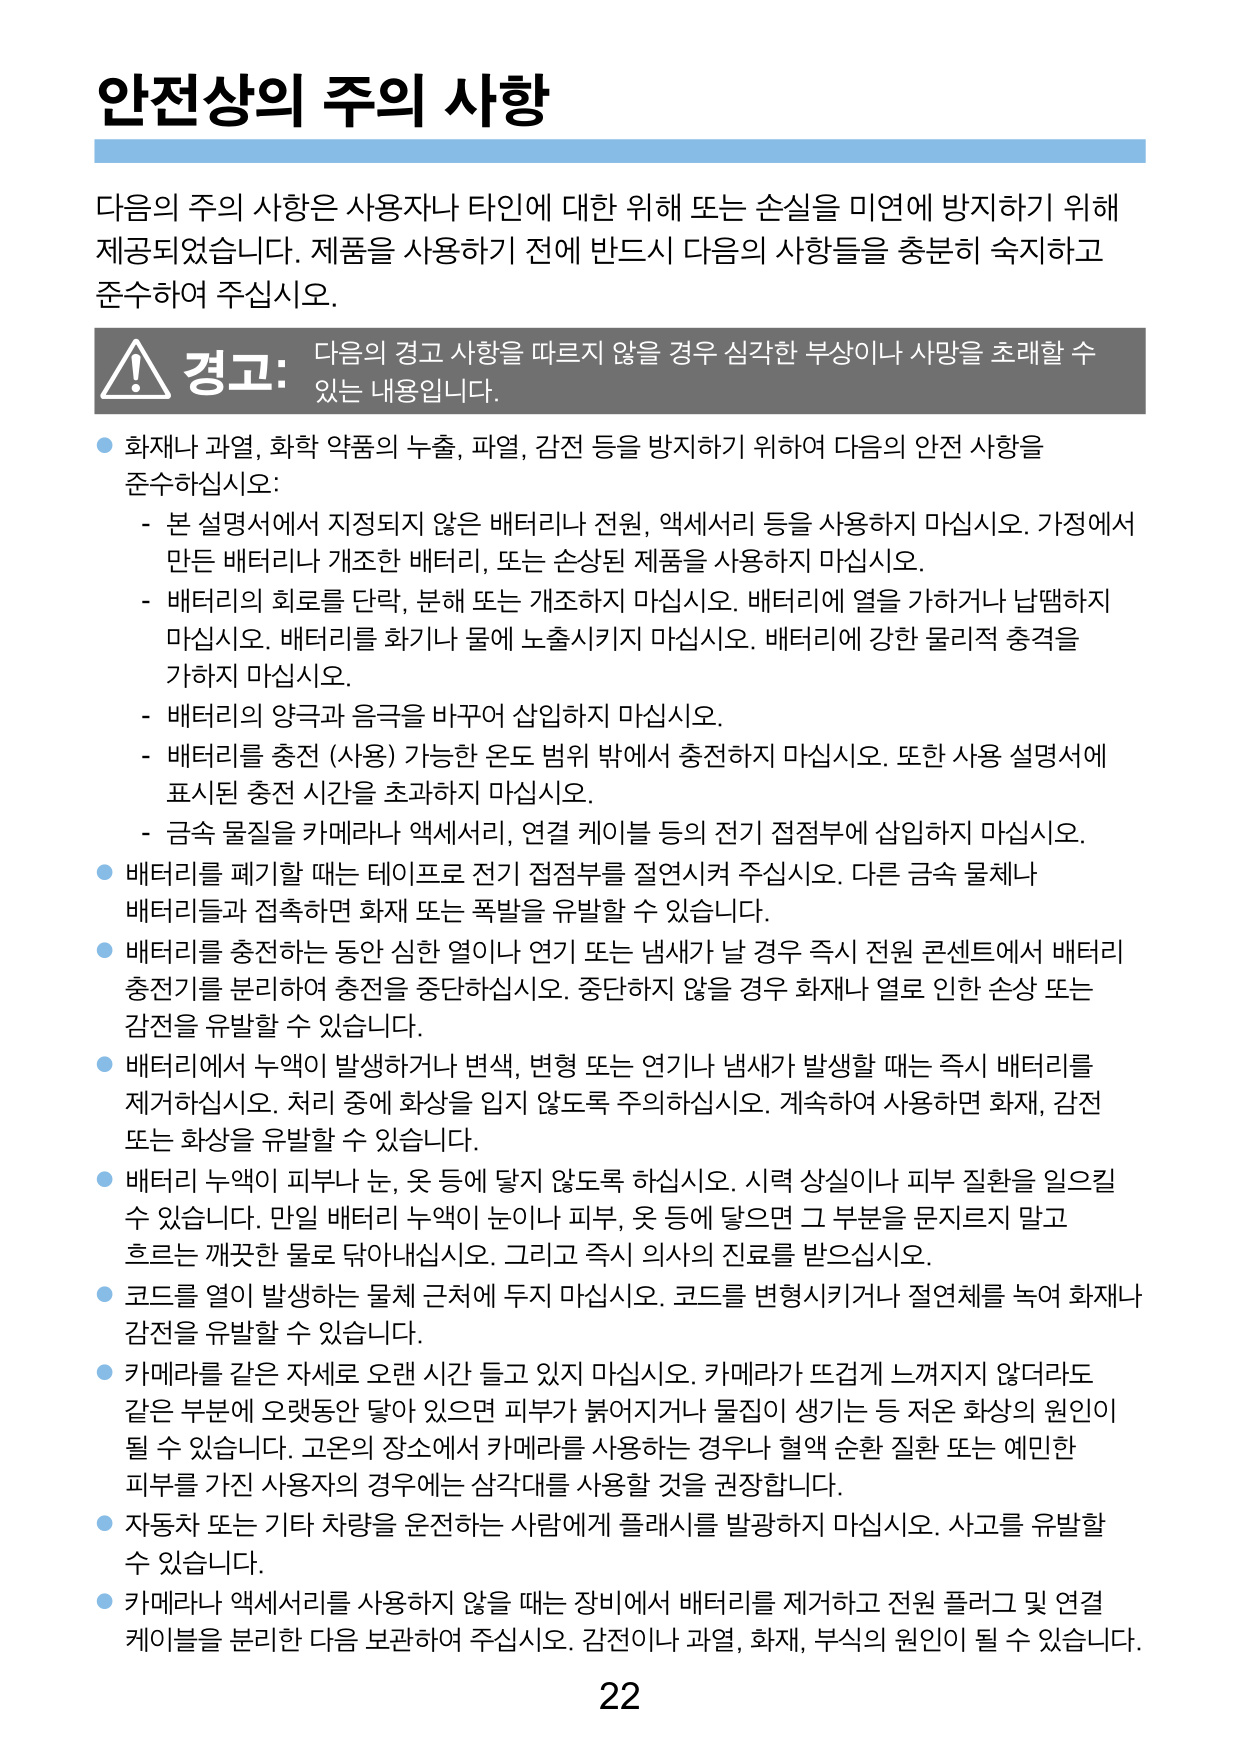 안전상의 주의 사항
다음의 주의 사항은 사용자나 타인에 대한 위해 또는 손실을 미연에 방지하기 위해
제공되었습니다. 제품을 사용하기 전에 반드시 다음의 사항들을 충분히 숙지하고
준수하여 주십시오.
경고: 다음의 경고 사항을 따르지 않을 경우 심각한 부상이나 사망을 초래할 수
있는 내용입니다.
● 화재나 과열, 화학 약품의 누출, 파열, 감전 등을 방지하기 위하여 다음의 안전 사항을
준수하십시오:
- 본 설명서에서 지정되지 않은 배터리나 전원, 액세서리 등을 사용하지 마십시오. 가정에서
만든 배터리나 개조한 배터리, 또는 손상된 제품을 사용하지 마십시오.
- 배터리의 회로를 단락, 분해 또는 개조하지 마십시오. 배터리에 열을 가하거나 납땜하지
마십시오. 배터리를 화기나 물에 노출시키지 마십시오. 배터리에 강한 물리적 충격을
가하지 마십시오.
- 배터리의 양극과 음극을 바꾸어 삽입하지 마십시오.
- 배터리를 충전 (사용) 가능한 온도 범위 밖에서 충전하지 마십시오. 또한 사용 설명서에
표시된 충전 시간을 초과하지 마십시오.
- 금속 물질을 카메라나 액세서리, 연결 케이블 등의 전기 접점부에 삽입하지 마십시오.
● 배터리를 폐기할 때는 테이프로 전기 접점부를 절연시켜 주십시오. 다른 금속 물체나
배터리들과 접촉하면 화재 또는 폭발을 유발할 수 있습니다.
● 배터리를 충전하는 동안 심한 열이나 연기 또는 냄새가 날 경우 즉시 전원 콘센트에서 배터리
충전기를 분리하여 충전을 중단하십시오. 중단하지 않을 경우 화재나 열로 인한 손상 또는
감전을 유발할 수 있습니다.
● 배터리에서 누액이 발생하거나 변색, 변형 또는 연기나 냄새가 발생할 때는 즉시 배터리를
제거하십시오. 처리 중에 화상을 입지 않도록 주의하십시오. 계속하여 사용하면 화재, 감전
또는 화상을 유발할 수 있습니다.
● 배터리 누액이 피부나 눈, 옷 등에 닿지 않도록 하십시오. 시력 상실이나 피부 질환을 일으킬
수 있습니다. 만일 배터리 누액이 눈이나 피부, 옷 등에 닿으면 그 부분을 문지르지 말고
흐르는 깨끗한 물로 닦아내십시오. 그리고 즉시 의사의 진료를 받으십시오.
● 코드를 열이 발생하는 물체 근처에 두지 마십시오. 코드를 변형시키거나 절연체를 녹여 화재나
감전을 유발할 수 있습니다.
● 카메라를 같은 자세로 오랜 시간 들고 있지 마십시오. 카메라가 뜨겁게 느껴지지 않더라도
같은 부분에 오랫동안 닿아 있으면 피부가 붉어지거나 물집이 생기는 등 저온 화상의 원인이
될 수 있습니다. 고온의 장소에서 카메라를 사용하는 경우나 혈액 순환 질환 또는 예민한
피부를 가진 사용자의 경우에는 삼각대를 사용할 것을 권장합니다.
● 자동차 또는 기타 차량을 운전하는 사람에게 플래시를 발광하지 마십시오. 사고를 유발할
수 있습니다.
● 카메라나 액세서리를 사용하지 않을 때는 장비에서 배터리를 제거하고 전원 플러그 및 연결
케이블을 분리한 다음 보관하여 주십시오. 감전이나 과열, 화재, 부식의 원인이 될 수 있습니다.
22